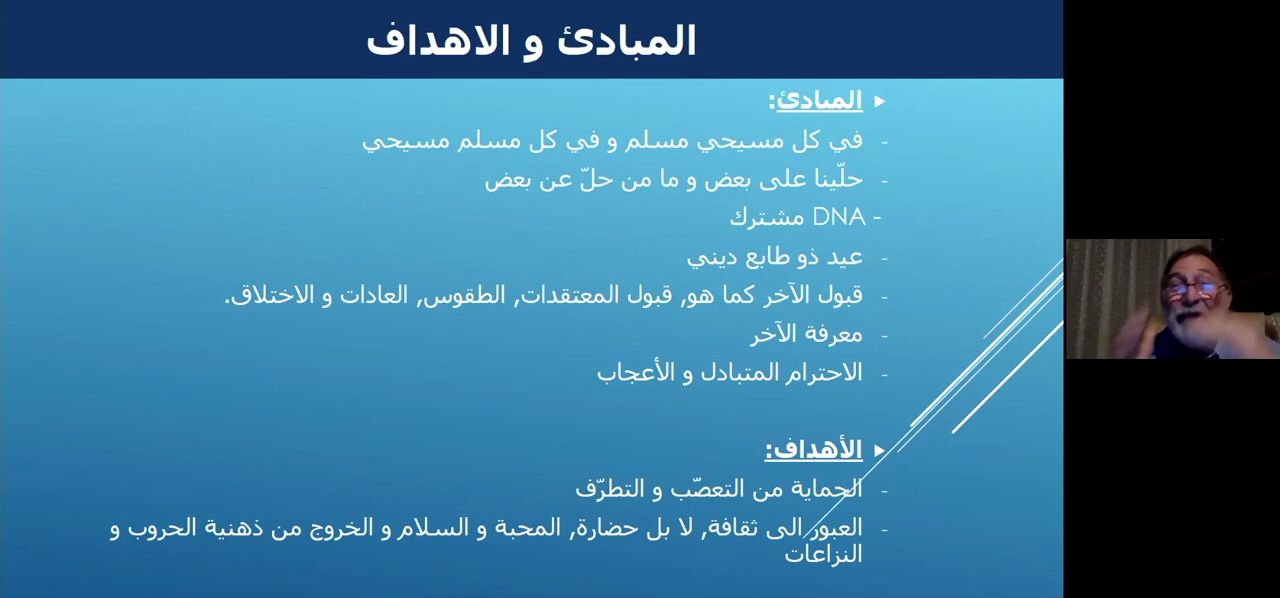 المبادئ و الاهداف
المبادئ:
- في كل مسيحي مسلم و في كل مسلم مسيحي
- حلّينا على بعض و ما من حلّ عن بعض
- DNA مشترك
- عيد ذو طابع ديني
- قبول الآخر كما هو, قبول المعتقدات, الطقوس, العادات و الاختلاق.
- معرفة الآخر
- الاحترام المتبادل و الأعجاب
الأهداف:
- الحماية من التعصّب و التطرّف
- العبور الى ثقافة, لا بل حضارة, المحبة و السلام و الخروج من ذهنية الحروب و
النزاعات